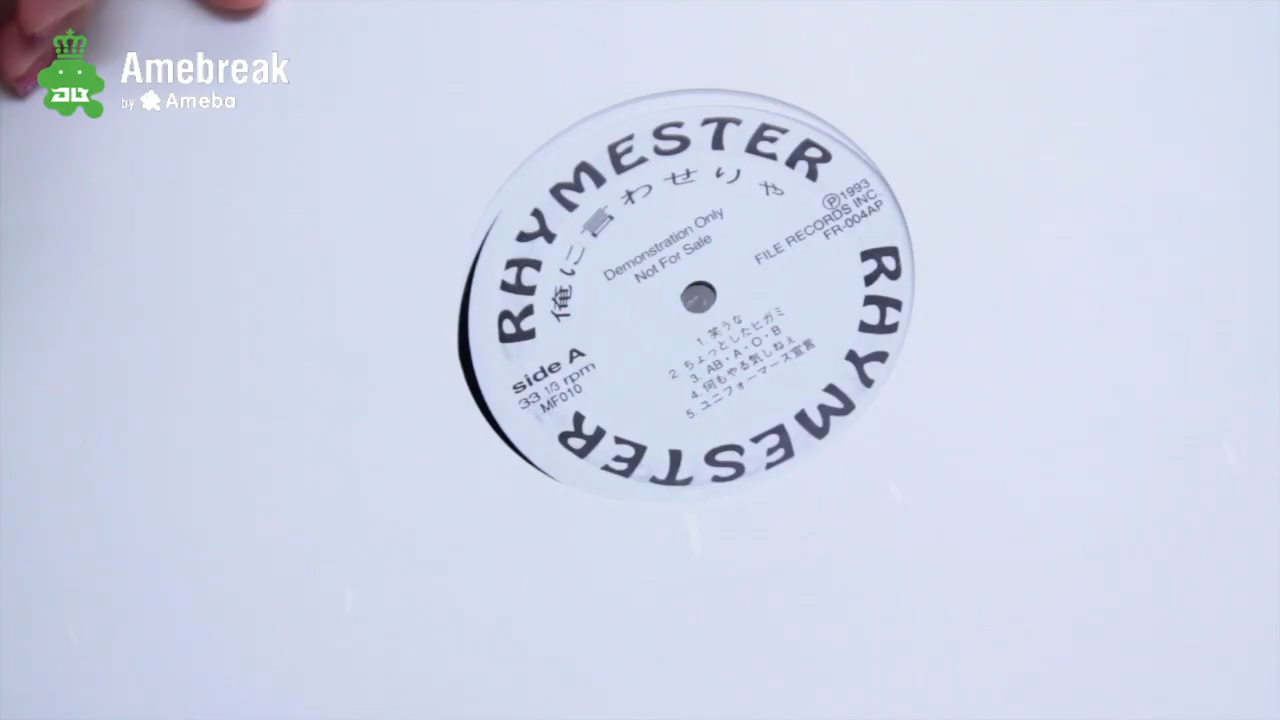 Amebreak
by Ameba
RHYMESTER
俺に言わせりゃ
Demonstration Only
Not For Sale
Ⓟ1993
FILE RECORDS INC.
FR-004AP
side A
33 1/3 rpm
MF010
1. 笑うな
2. ちょっとしたヒガミ
3. AB・A・O・B
4. 何もやる気しねぇ
5. ユニフォーマーズ宣言
RHYMESTER